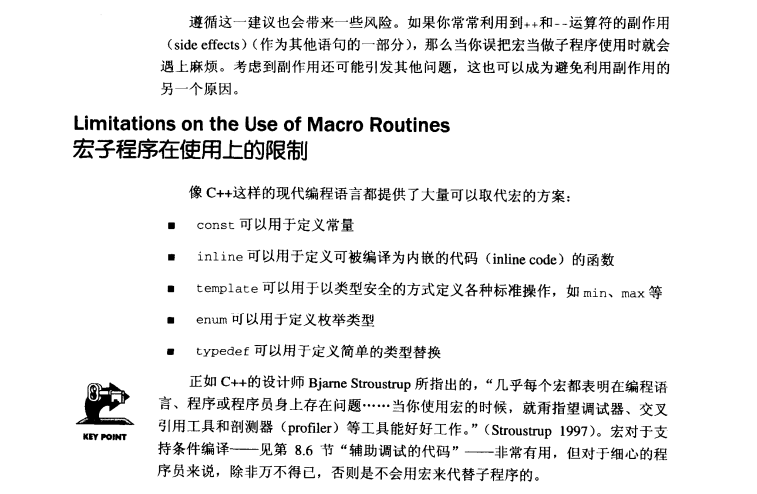 遵循这一建议也会带来一些风险。如果你常常利用到++和--运算符的副作用
（side effects）（作为其他语句的一部分），那么当你误把宏当做子程序使用时就会
遇上麻烦。考虑到副作用还可能引发其他问题，这也可以成为避免利用副作用的
另一个原因。
Limitations on the Use of Macro Routines
宏子程序在使用上的限制
像 C++这样的现代编程语言都提供了大量可以取代宏的方案：
■ const 可以用于定义常量
■ inline 可以用于定义可被编译为内嵌的代码（inline code）的函数
■ template 可以用于以类型安全的方式定义各种标准操作，如 min、max 等
■ enum 可以用于定义枚举类型
■ typedef 可以用于定义简单的类型替换
正如 C++的设计师 Bjarne Stroustrup 所指出的，“几乎每个宏都表明在编程语
言、程序或程序员身上存在问题……当你使用宏的时候，就甭指望调试器、交叉
引用工具和剖测器（profiler）等工具能好好工作。”（Stroustrup 1997）。宏对于支
持条件编译——见第 8.6 节“辅助调试的代码”——非常有用，但对于细心的程
序员来说，除非万不得已，否则是不会用宏来代替子程序的。
KEY POINT